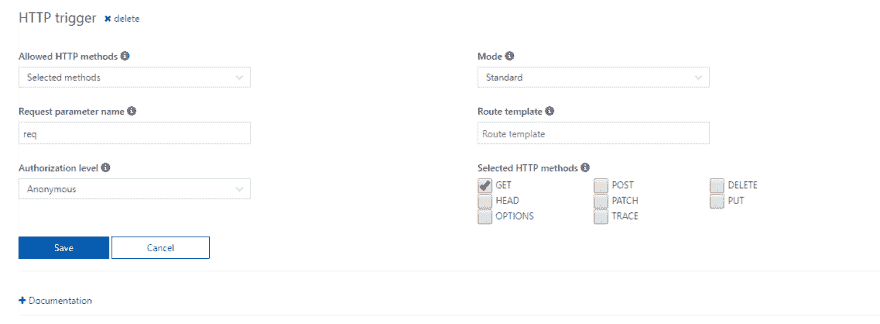 HTTP trigger ✖ delete
Allowed HTTP methods
Selected methods
Mode
Standard
Request parameter name
req
Route template
Route template
Authorization level
Anonymous
Selected HTTP methods
GET POST DELETE
HEAD PATCH PUT
OPTIONS TRACE
Save Cancel
+ Documentation